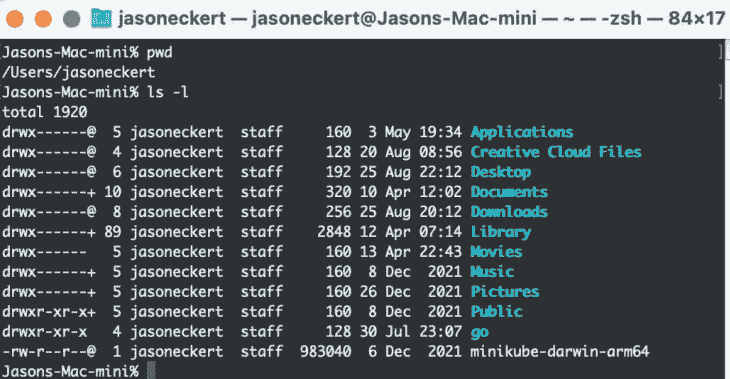 jasoneckert — jasoneckert@Jasons-Mac-mini — ~ — -zsh — 84×17
[Jasons-Mac-mini% pwd ]
/Users/jasoneckert
[Jasons-Mac-mini% ls -l ]
total 1920
drwx------@  5 jasoneckert  staff     160  3 May 19:34 Applications
drwx------@  4 jasoneckert  staff     128 20 Aug 08:56 Creative Cloud Files
drwx------@  6 jasoneckert  staff     192 25 Aug 22:12 Desktop
drwx------+ 10 jasoneckert  staff     320 10 Apr 12:02 Documents
drwx------@  8 jasoneckert  staff     256 25 Aug 20:12 Downloads
drwx------+ 89 jasoneckert  staff    2848 12 Apr 07:14 Library
drwx------   5 jasoneckert  staff     160 13 Apr 22:43 Movies
drwx------+  5 jasoneckert  staff     160  8 Dec  2021 Music
drwx------+  5 jasoneckert  staff     160 26 Dec  2021 Pictures
drwxr-xr-x+  5 jasoneckert  staff     160  8 Dec  2021 Public
drwxr-xr-x   4 jasoneckert  staff     128 30 Jul 23:07 go
-rw-r--r--@  1 jasoneckert  staff  983040  6 Dec  2021 minikube-darwin-arm64
Jasons-Mac-mini%